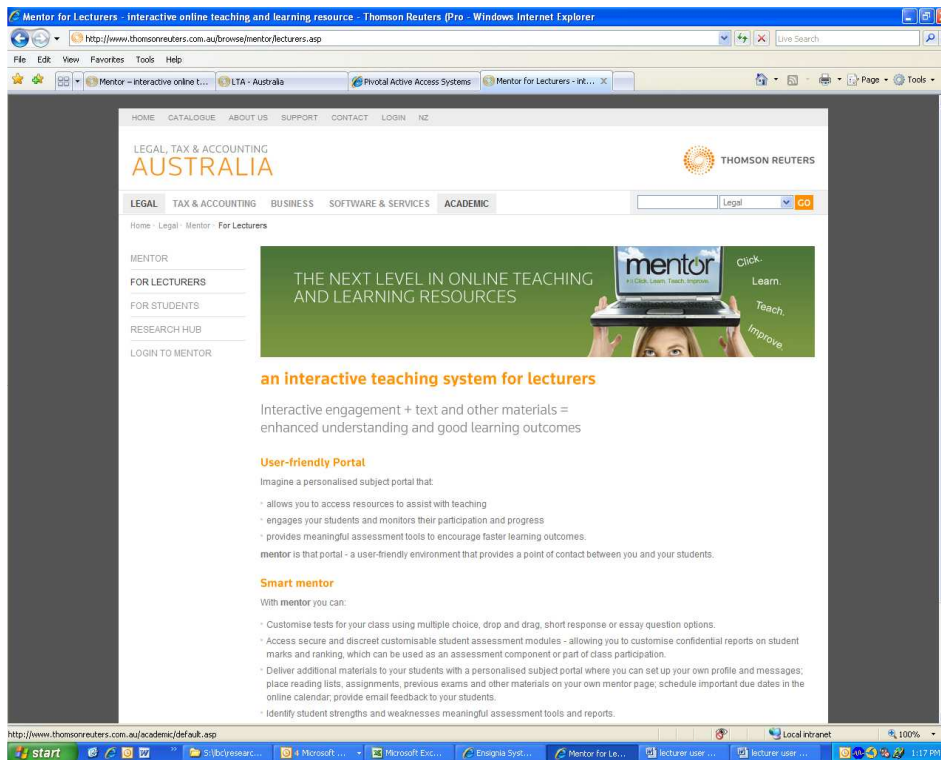 Mentor for Lecturers - interactive online teaching and learning resource - Thomson Reuters (Pro - Windows Internet Explorer
http://www.thomsonreuters.com.au/browse/mentor/lecturers.asp
Live Search
File Edit View Favorites Tools Help
Mentor – interactive online t... LTA - Australia Pivotal Active Access Systems Mentor for Lecturers - int... X
Page Tools
HOME CATALOGUE ABOUT US SUPPORT CONTACT LOGIN NZ
LEGAL, TAX & ACCOUNTING
AUSTRALIA
THOMSON REUTERS
LEGAL TAX & ACCOUNTING BUSINESS SOFTWARE & SERVICES ACADEMIC
Legal GO
Home - Legal - Mentor - For Lecturers
MENTOR
FOR LECTURERS
FOR STUDENTS
RESEARCH HUB
LOGIN TO MENTOR
THE NEXT LEVEL IN ONLINE TEACHING
AND LEARNING RESOURCES
mentor
Click. Learn. Teach. Improve.
Click.
Learn.
Teach.
Improve.
an interactive teaching system for lecturers
Interactive engagement + text and other materials =
enhanced understanding and good learning outcomes
User-friendly Portal
Imagine a personalised subject portal that:
· allows you to access resources to assist with teaching
· engages your students and monitors their participation and progress
· provides meaningful assessment tools to encourage faster learning outcomes.
mentor is that portal - a user-friendly environment that provides a point of contact between you and your students.
Smart mentor
With mentor you can:
· Customise tests for your class using multiple choice, drop and drag, short response or essay question options.
· Access secure and discreet customisable student assessment modules - allowing you to customise confidential reports on student
marks and ranking, which can be used as an assessment component or part of class participation.
· Deliver additional materials to your students with a personalised subject portal where you can set up your own profile and messages;
place reading lists, assignments, previous exams and other materials on your own mentor page; schedule important due dates in the
online calendar; provide email feedback to your students.
· Identify student strengths and weaknesses meaningful assessment tools and reports.
http://www.thomsonreuters.com.au/academic/default.asp
Local intranet
100%
start
S:\lbc\researc...
4 Microsoft ...
Microsoft Exc...
Ensignia Syst...
Mentor for Le...
lecturer user ...
lecturer user ...
1:17 PM